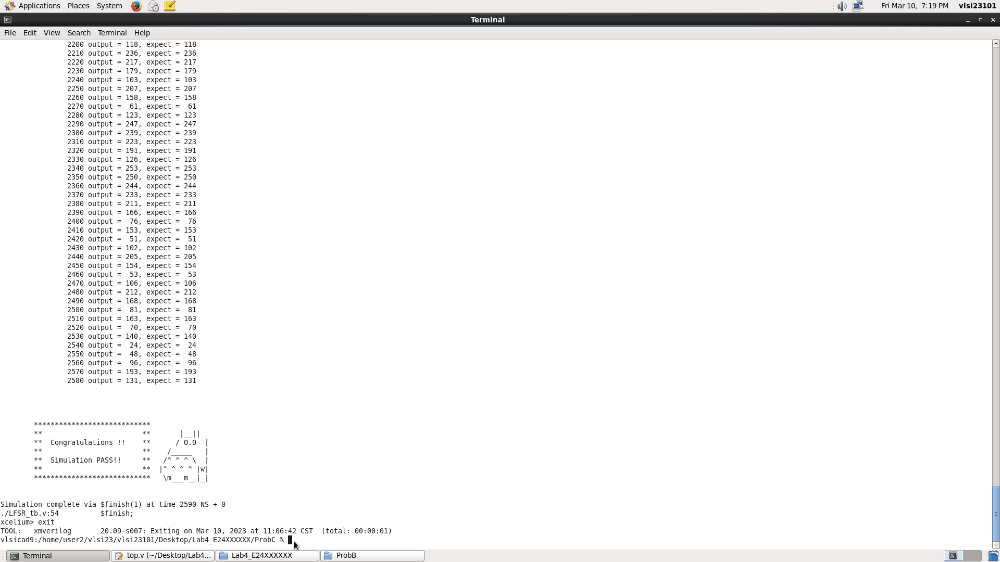 Applications Places System Fri Mar 10, 7:19 PM vlsi23101
Terminal
File Edit View Search Terminal Help
2200 output = 118, expect = 118
2210 output = 236, expect = 236
2220 output = 217, expect = 217
2230 output = 179, expect = 179
2240 output = 103, expect = 103
2250 output = 207, expect = 207
2260 output = 158, expect = 158
2270 output =  61, expect =  61
2280 output = 123, expect = 123
2290 output = 247, expect = 247
2300 output = 239, expect = 239
2310 output = 223, expect = 223
2320 output = 191, expect = 191
2330 output = 126, expect = 126
2340 output = 253, expect = 253
2350 output = 250, expect = 250
2360 output = 244, expect = 244
2370 output = 233, expect = 233
2380 output = 211, expect = 211
2390 output = 166, expect = 166
2400 output =  76, expect =  76
2410 output = 153, expect = 153
2420 output =  51, expect =  51
2430 output = 102, expect = 102
2440 output = 205, expect = 205
2450 output = 154, expect = 154
2460 output =  53, expect =  53
2470 output = 106, expect = 106
2480 output = 212, expect = 212
2490 output = 168, expect = 168
2500 output =  81, expect =  81
2510 output = 163, expect = 163
2520 output =  70, expect =  70
2530 output = 140, expect = 140
2540 output =  24, expect =  24
2550 output =  48, expect =  48
2560 output =  96, expect =  96
2570 output = 193, expect = 193
2580 output = 131, expect = 131
****************************
**                        **       |__||
**  Congratulations !!    **      / O.O  |
**                        **    /_____   |
**  Simulation PASS!!     **   /^ ^ ^ \  |
**                        **  |^ ^ ^ ^ |w|
****************************   \m___m__|_|
Simulation complete via $finish(1) at time 2590 NS + 0
./LFSR_tb.v:54          $finish;
xcelium> exit
TOOL:   xmverilog       20.09-s007: Exiting on Mar 10, 2023 at 11:06:42 CST  (total: 00:00:01)
vlsicad9:/home/user2/vlsi23/vlsi23101/Desktop/Lab4_E24XXXXXX/ProbC %
Terminal top.v (~/Desktop/Lab4... Lab4_E24XXXXXX ProbB